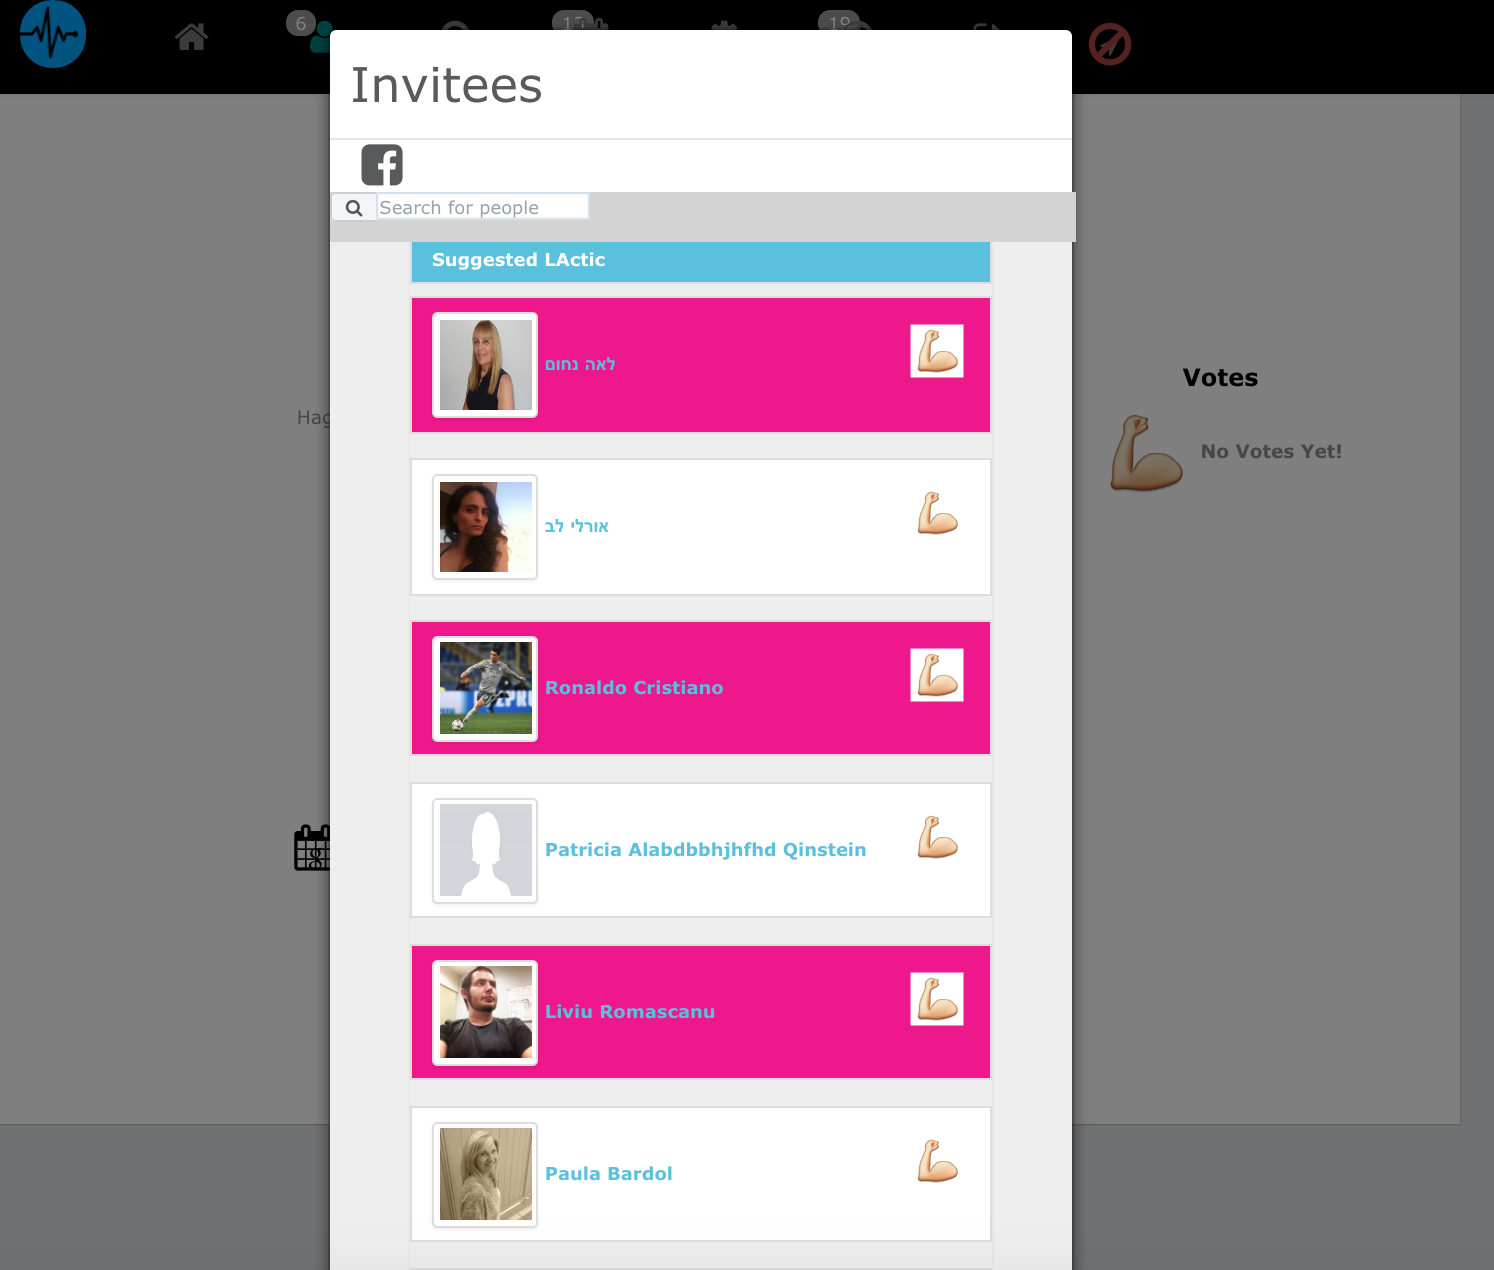 6
19
Invitees
Search for people
Suggested LActic
לאה נחום
Votes
Hag
אורלי לב
No Votes Yet!
Ronaldo Cristiano
Patricia Alabdbbhjhfhd Qinstein
Liviu Romascanu
Paula Bardol